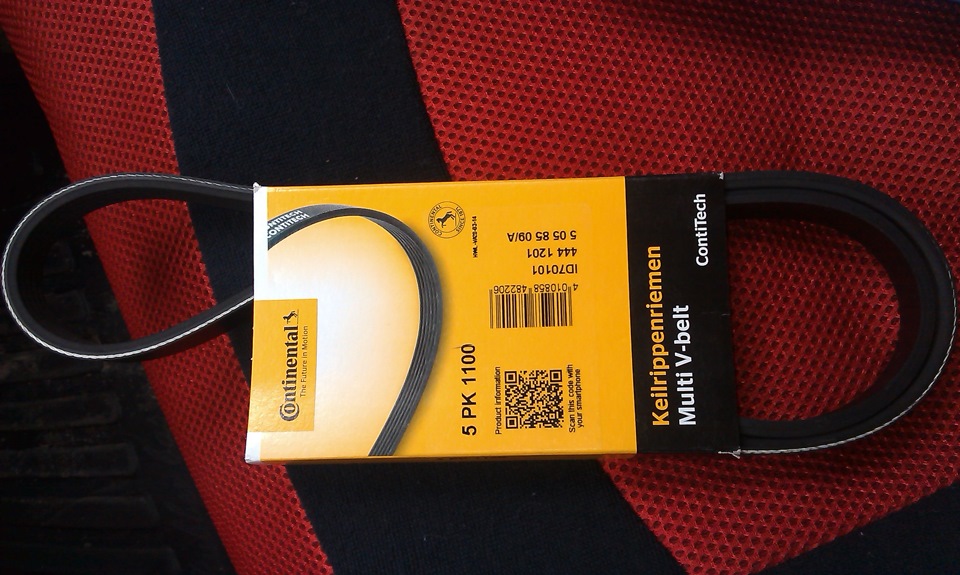 CONTITECH
CONTITECH
Continental
The Future in Motion
CONTINENTAL
5 PK 1100
Product information
Scan this code with
your smartphone
4 010858 482206
ID70101
444 1201
5 05 85 09/A
Keilrippenriemen
Multi V-belt
ContiTech